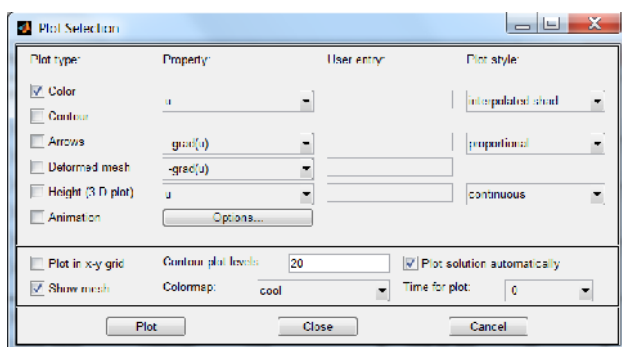 Plot Selection
Plot type: Property: User entry: Plot style:
Color u interpolated shad
Contour
Arrows -grad(u) proportional
Deformed mesh -grad(u)
Height (3-D plot) u continuous
Animation Options...
Plot in x-y grid Contour plot levels: 20 Plot solution automatically
Show mesh Colormap: cool Time for plot: 0
Plot Close Cancel